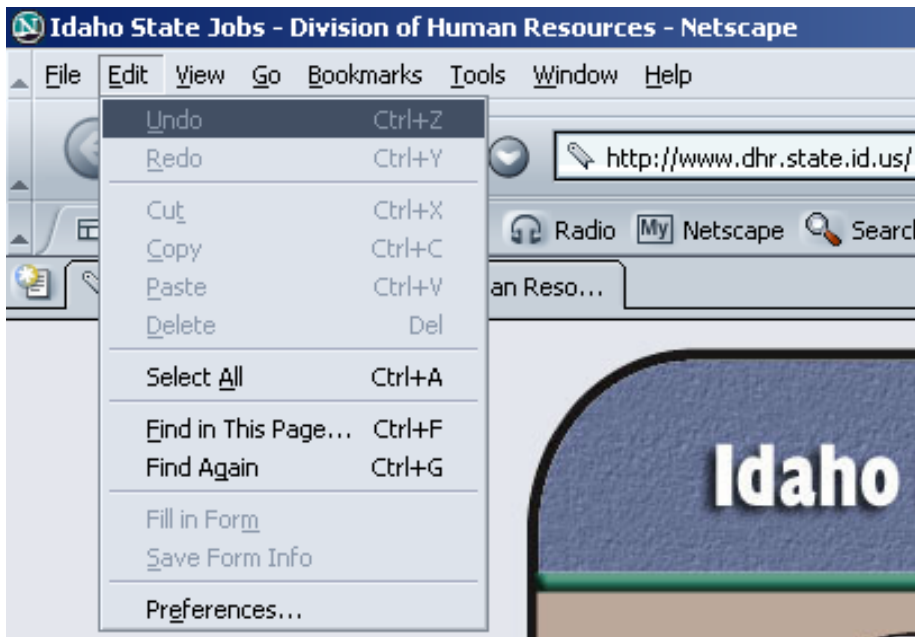 Idaho State Jobs - Division of Human Resources - Netscape
File Edit View Go Bookmarks Tools Window Help
Undo Ctrl+Z
Redo Ctrl+Y
http://www.dhr.state.id.us/
Cut Ctrl+X
Radio My Netscape Search
Copy Ctrl+C
Paste Ctrl+V
an Reso...
Delete Del
Select All Ctrl+A
Find in This Page... Ctrl+F
Find Again Ctrl+G
Idaho
Fill in Form
Save Form Info
Preferences...